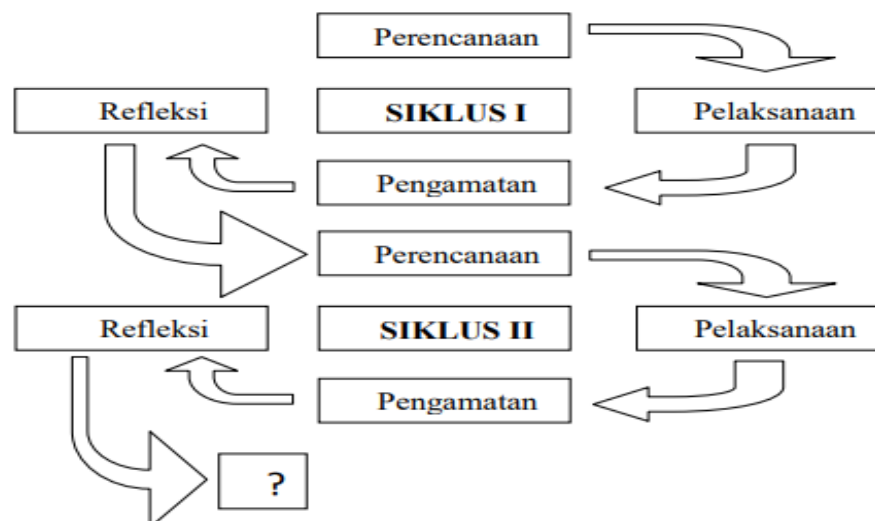 Perencanaan
Refleksi
SIKLUS I
Pelaksanaan
Pengamatan
Perencanaan
Refleksi
SIKLUS II
Pelaksanaan
Pengamatan
?